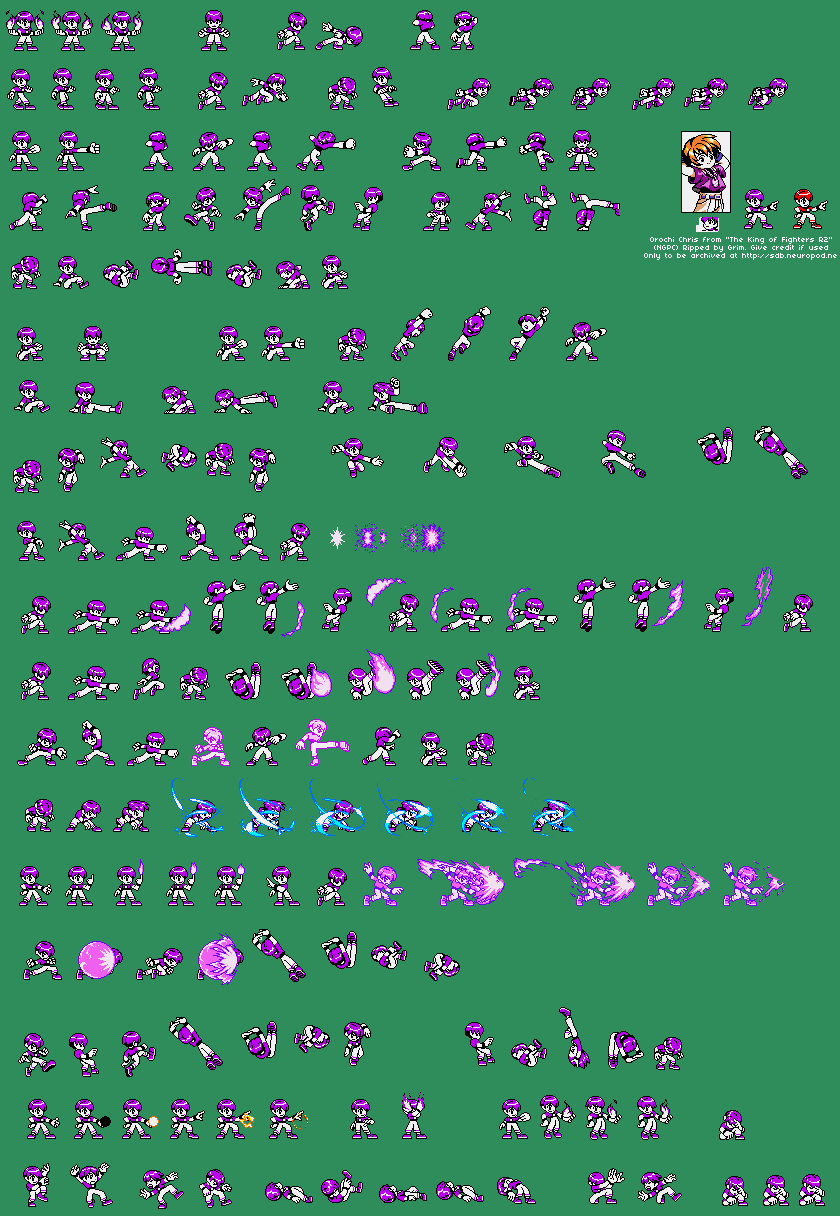 Orochi Chris from "The King of Fighters R2"
(NGPC) Ripped by Grim. Give credit if used
Only to be archived at http://sdb.neuropod.ne